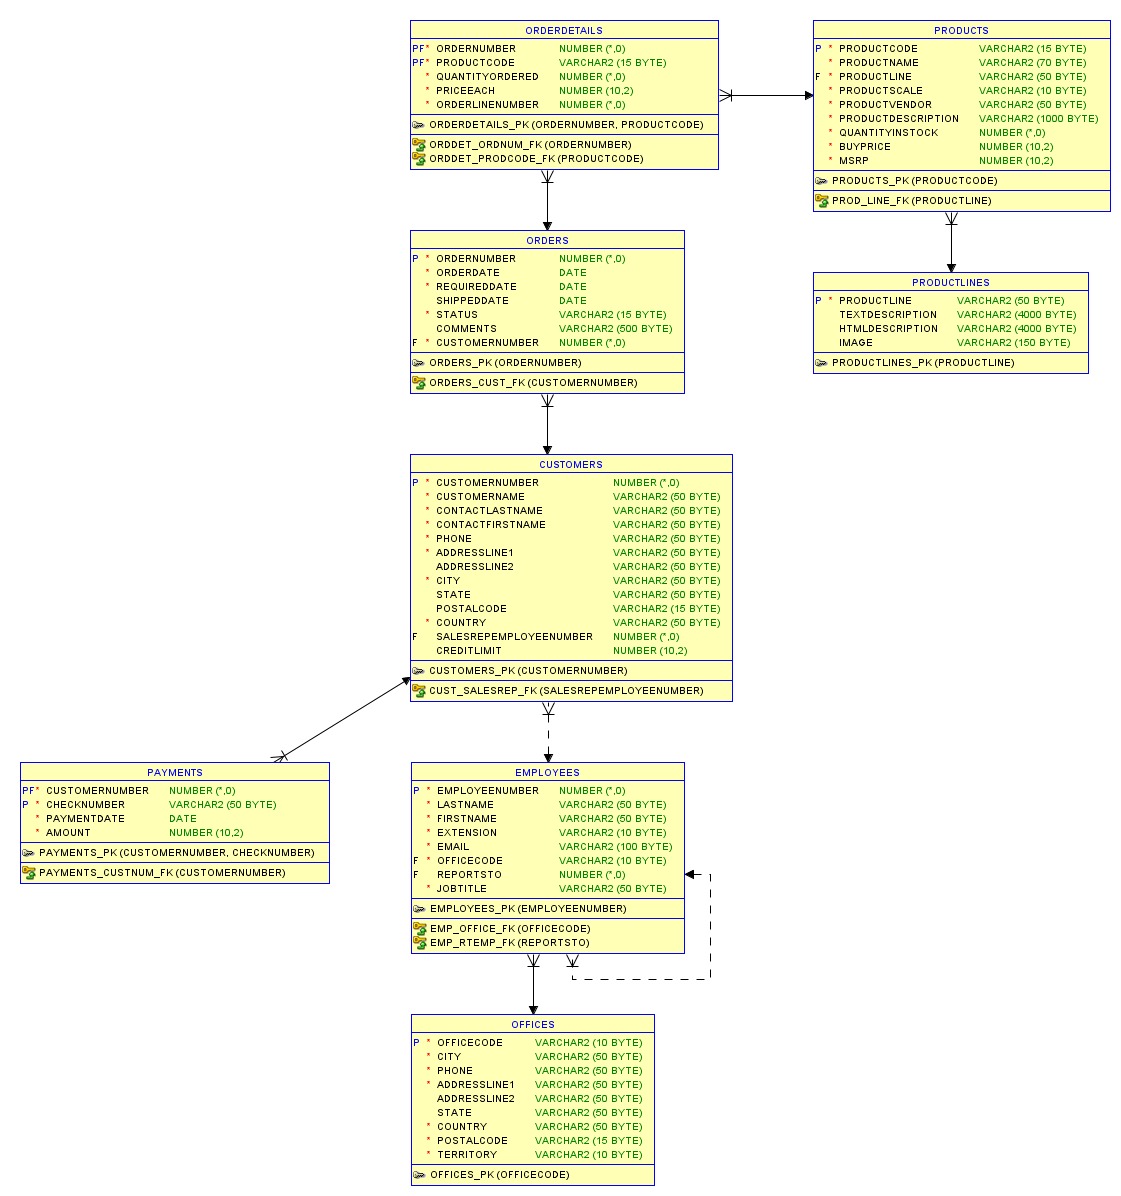 ORDERDETAILS
PF* ORDERNUMBER NUMBER (*,0)
PF* PRODUCTCODE VARCHAR2 (15 BYTE)
* QUANTITYORDERED NUMBER (*,0)
* PRICEEACH NUMBER (10,2)
* ORDERLINENUMBER NUMBER (*,0)
ORDERDETAILS_PK (ORDERNUMBER, PRODUCTCODE)
ORDDET_ORDNUM_FK (ORDERNUMBER)
ORDDET_PRODCODE_FK (PRODUCTCODE)
PRODUCTS
P * PRODUCTCODE VARCHAR2 (15 BYTE)
* PRODUCTNAME VARCHAR2 (70 BYTE)
F * PRODUCTLINE VARCHAR2 (50 BYTE)
* PRODUCTSCALE VARCHAR2 (10 BYTE)
* PRODUCTVENDOR VARCHAR2 (50 BYTE)
* PRODUCTDESCRIPTION VARCHAR2 (1000 BYTE)
* QUANTITYINSTOCK NUMBER (*,0)
* BUYPRICE NUMBER (10,2)
* MSRP NUMBER (10,2)
PRODUCTS_PK (PRODUCTCODE)
PROD_LINE_FK (PRODUCTLINE)
ORDERS
P * ORDERNUMBER NUMBER (*,0)
* ORDERDATE DATE
* REQUIREDDATE DATE
SHIPPEDDATE DATE
* STATUS VARCHAR2 (15 BYTE)
COMMENTS VARCHAR2 (500 BYTE)
F * CUSTOMERNUMBER NUMBER (*,0)
ORDERS_PK (ORDERNUMBER)
ORDERS_CUST_FK (CUSTOMERNUMBER)
PRODUCTLINES
P * PRODUCTLINE VARCHAR2 (50 BYTE)
TEXTDESCRIPTION VARCHAR2 (4000 BYTE)
HTMLDESCRIPTION VARCHAR2 (4000 BYTE)
IMAGE VARCHAR2 (150 BYTE)
PRODUCTLINES_PK (PRODUCTLINE)
CUSTOMERS
P * CUSTOMERNUMBER NUMBER (*,0)
* CUSTOMERNAME VARCHAR2 (50 BYTE)
* CONTACTLASTNAME VARCHAR2 (50 BYTE)
* CONTACTFIRSTNAME VARCHAR2 (50 BYTE)
* PHONE VARCHAR2 (50 BYTE)
* ADDRESSLINE1 VARCHAR2 (50 BYTE)
ADDRESSLINE2 VARCHAR2 (50 BYTE)
* CITY VARCHAR2 (50 BYTE)
STATE VARCHAR2 (50 BYTE)
POSTALCODE VARCHAR2 (15 BYTE)
* COUNTRY VARCHAR2 (50 BYTE)
F SALESREPEMPLOYEENUMBER NUMBER (*,0)
CREDITLIMIT NUMBER (10,2)
CUSTOMERS_PK (CUSTOMERNUMBER)
CUST_SALESREP_FK (SALESREPEMPLOYEENUMBER)
PAYMENTS
PF* CUSTOMERNUMBER NUMBER (*,0)
P * CHECKNUMBER VARCHAR2 (50 BYTE)
* PAYMENTDATE DATE
* AMOUNT NUMBER (10,2)
PAYMENTS_PK (CUSTOMERNUMBER, CHECKNUMBER)
PAYMENTS_CUSTNUM_FK (CUSTOMERNUMBER)
EMPLOYEES
P * EMPLOYEENUMBER NUMBER (*,0)
* LASTNAME VARCHAR2 (50 BYTE)
* FIRSTNAME VARCHAR2 (50 BYTE)
* EXTENSION VARCHAR2 (10 BYTE)
* EMAIL VARCHAR2 (100 BYTE)
F * OFFICECODE VARCHAR2 (10 BYTE)
F REPORTSTO NUMBER (*,0)
* JOBTITLE VARCHAR2 (50 BYTE)
EMPLOYEES_PK (EMPLOYEENUMBER)
EMP_OFFICE_FK (OFFICECODE)
EMP_RTEMP_FK (REPORTSTO)
OFFICES
P * OFFICECODE VARCHAR2 (10 BYTE)
* CITY VARCHAR2 (50 BYTE)
* PHONE VARCHAR2 (50 BYTE)
* ADDRESSLINE1 VARCHAR2 (50 BYTE)
ADDRESSLINE2 VARCHAR2 (50 BYTE)
STATE VARCHAR2 (50 BYTE)
* COUNTRY VARCHAR2 (50 BYTE)
* POSTALCODE VARCHAR2 (15 BYTE)
* TERRITORY VARCHAR2 (10 BYTE)
OFFICES_PK (OFFICECODE)